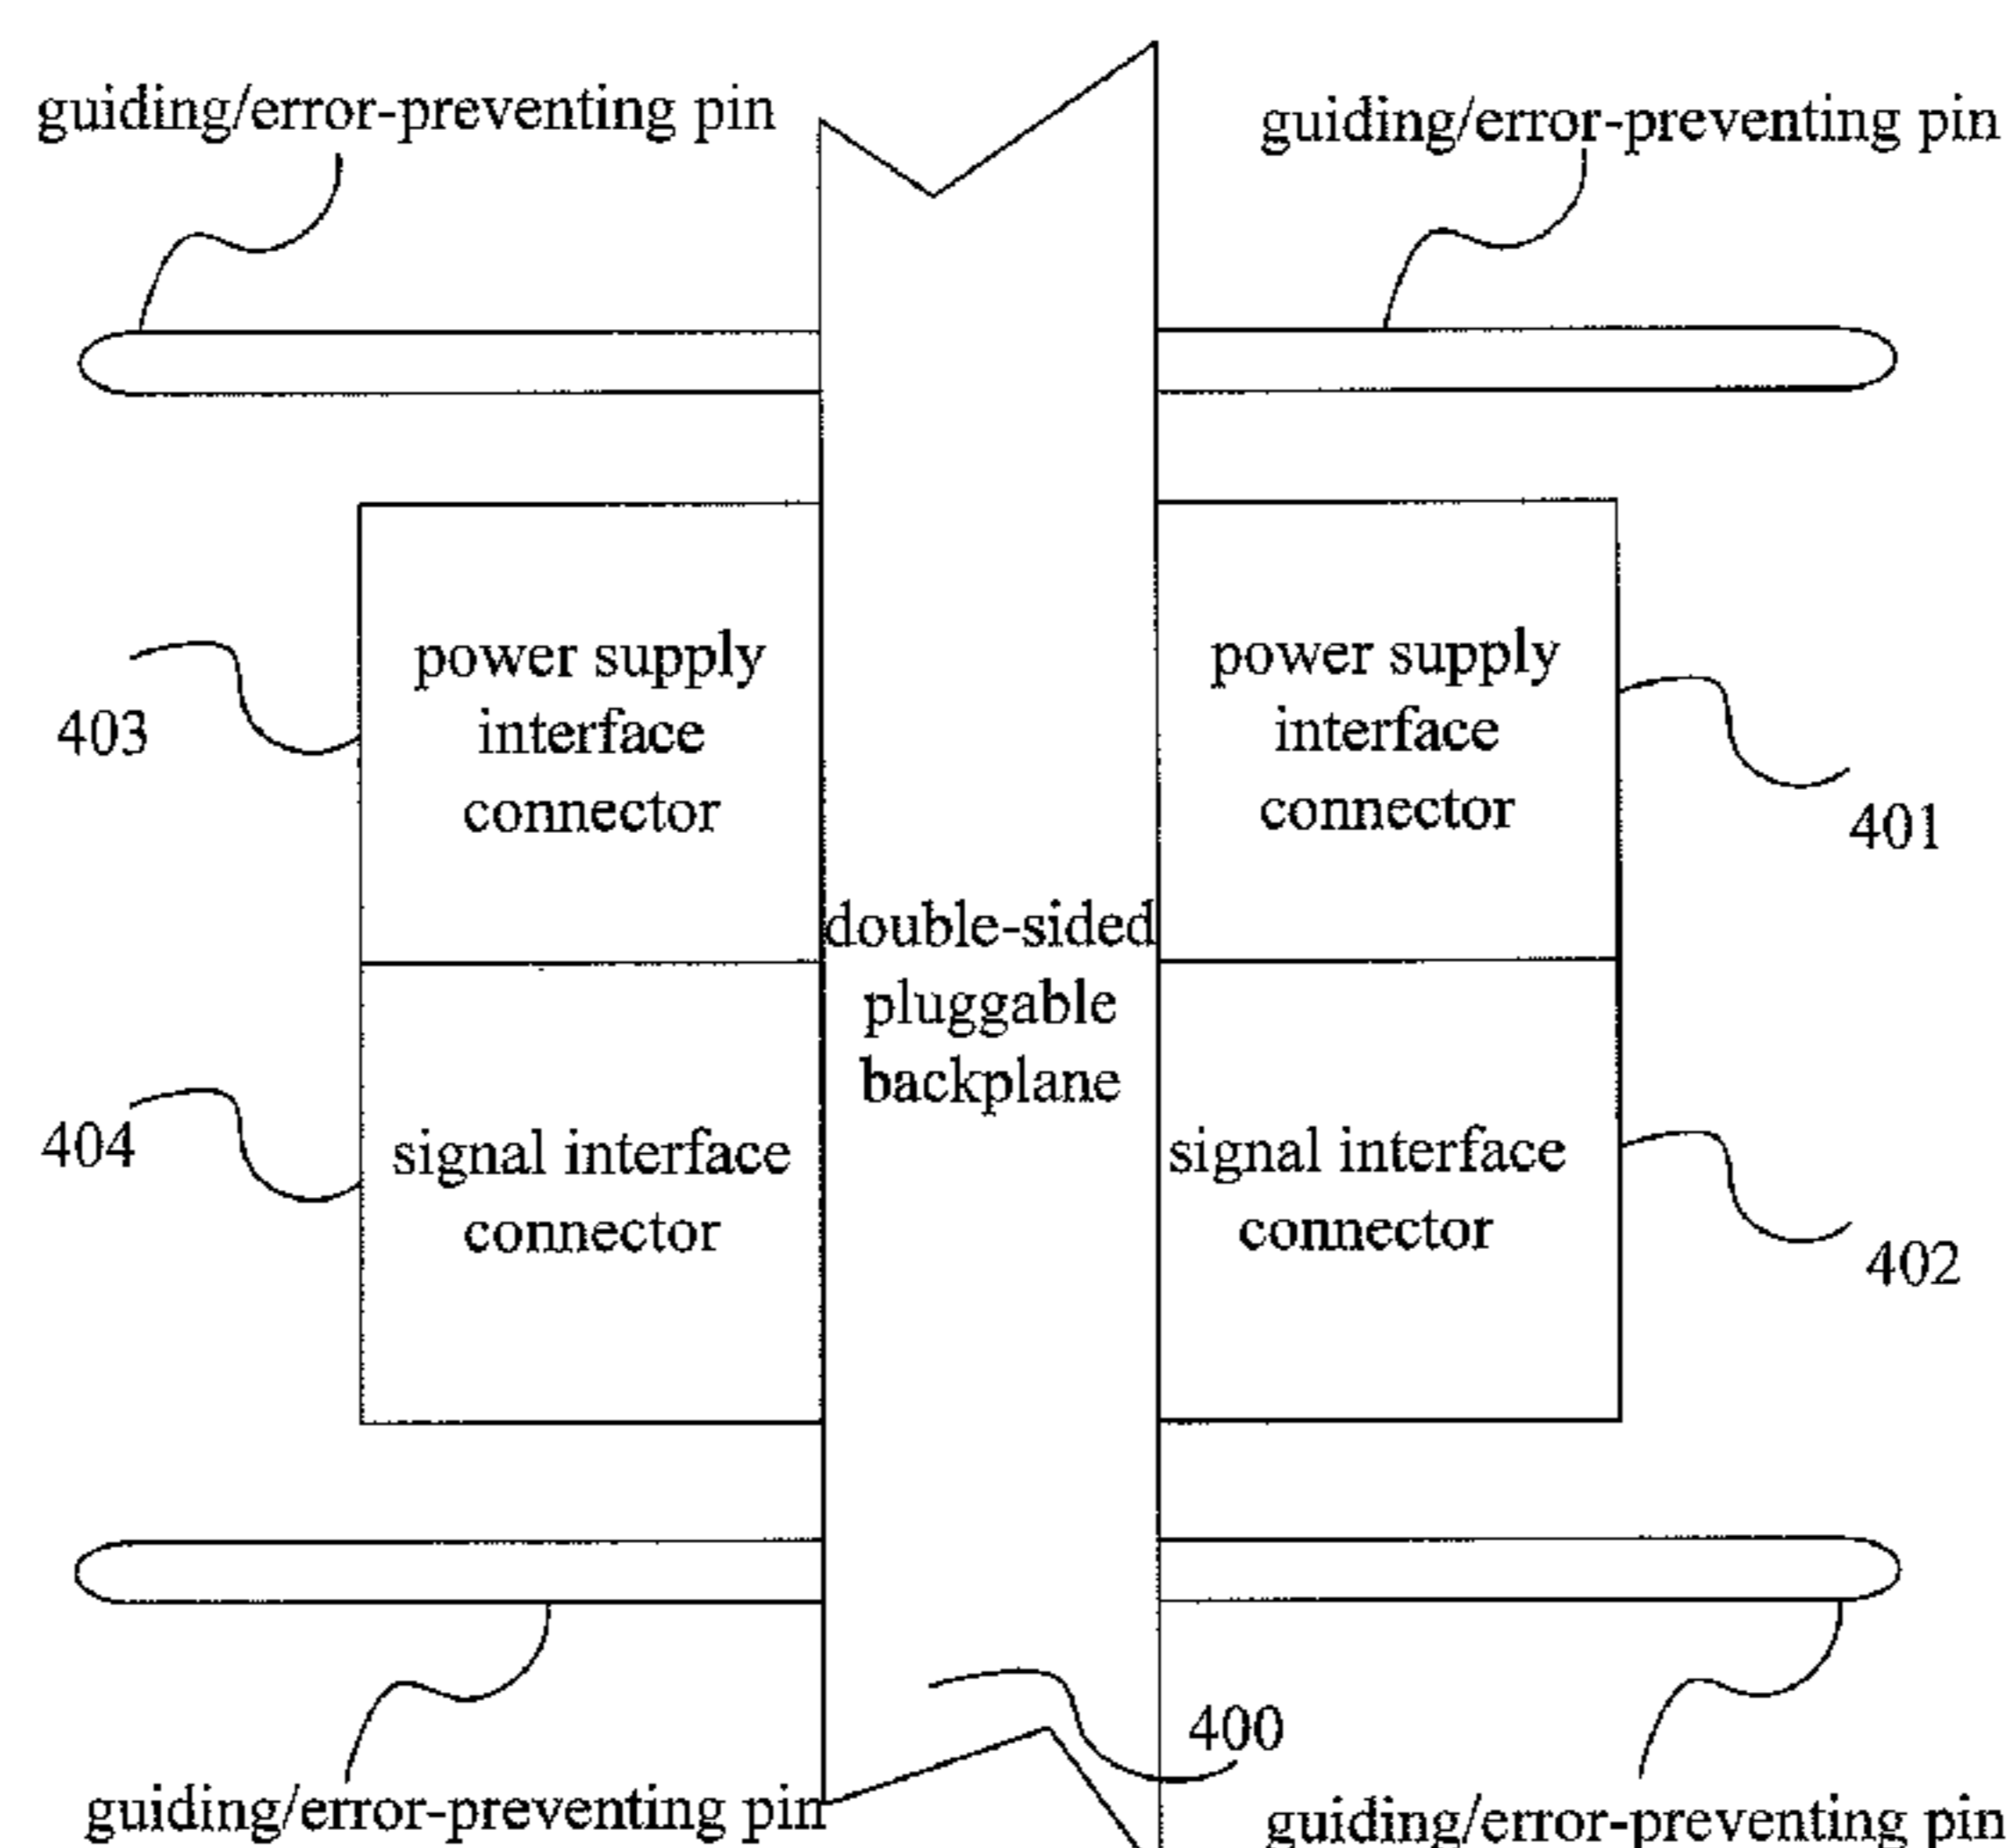 guiding/error-preventing pin
guiding/error-preventing pin
power supply
interface
connector
power supply
interface
connector
403
401
double-sided
pluggable
backplane
404
signal interface
connector
signal interface
connector
402
400
guiding/error-preventing pin
guiding/error-preventing pin